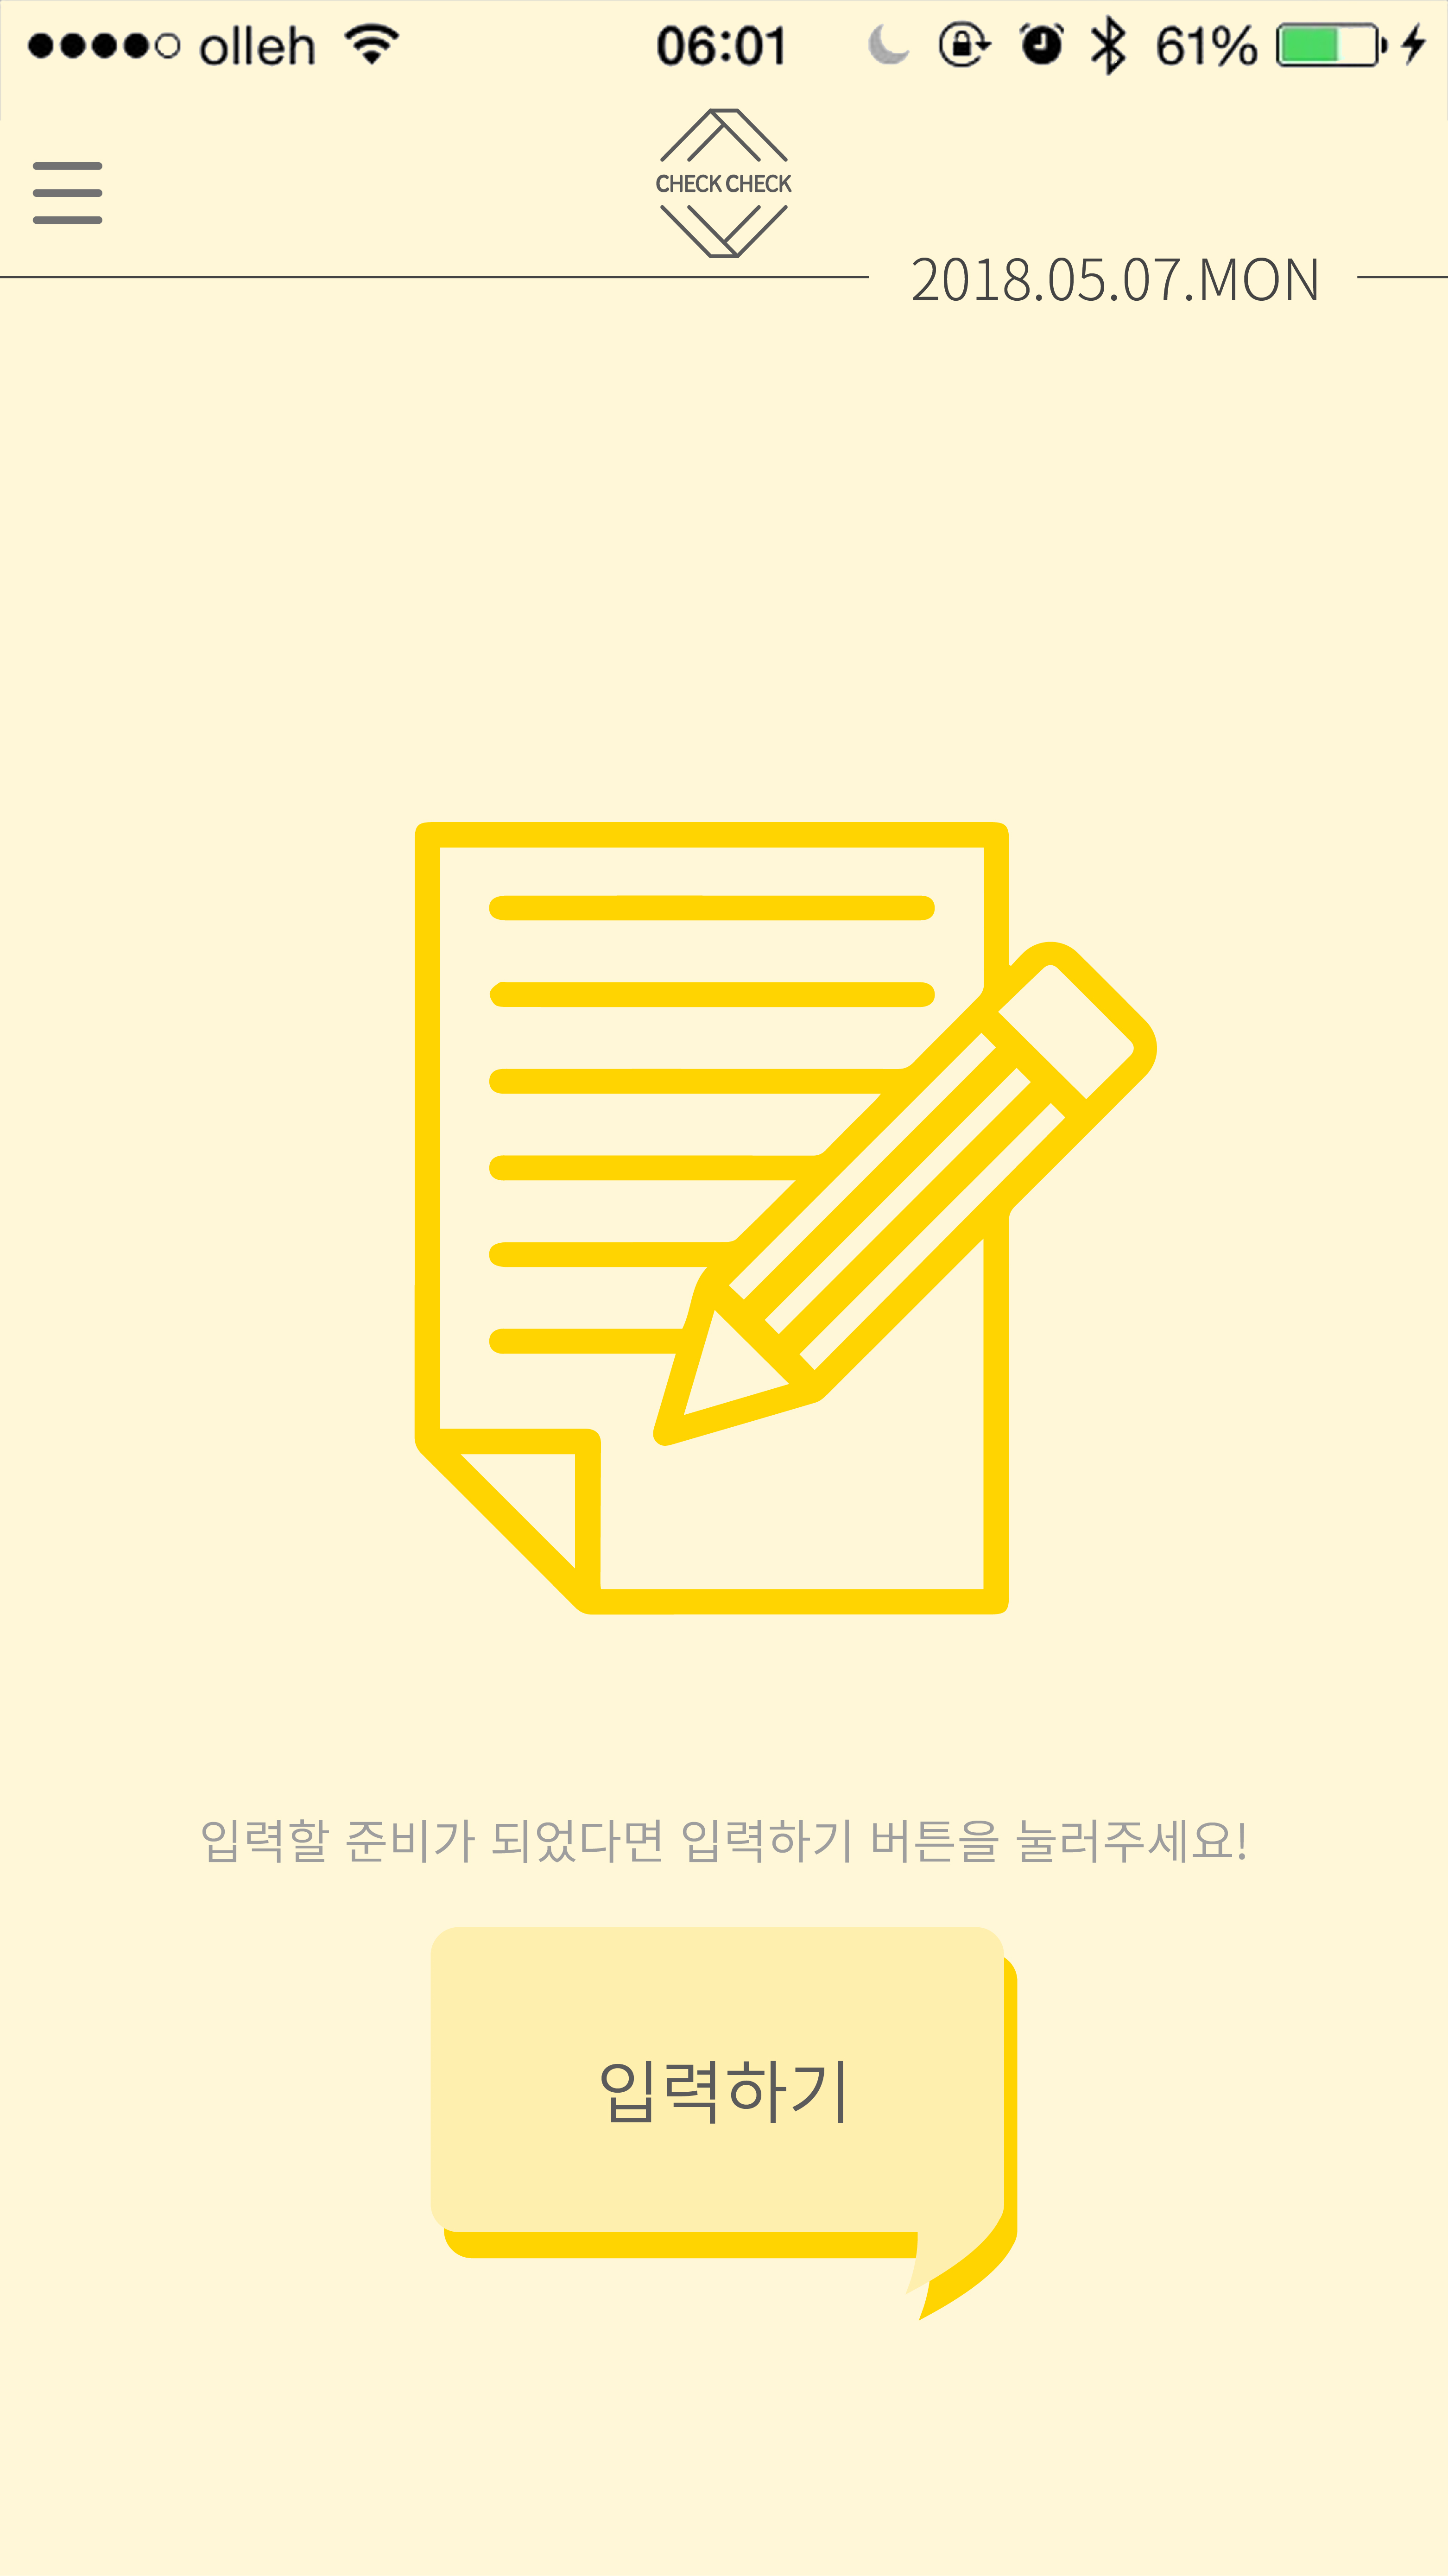 olleh 06:01 61%
CHECK CHECK
2018.05.07.MON
입력할 준비가 되었다면 입력하기 버튼을 눌러주세요!
입력하기